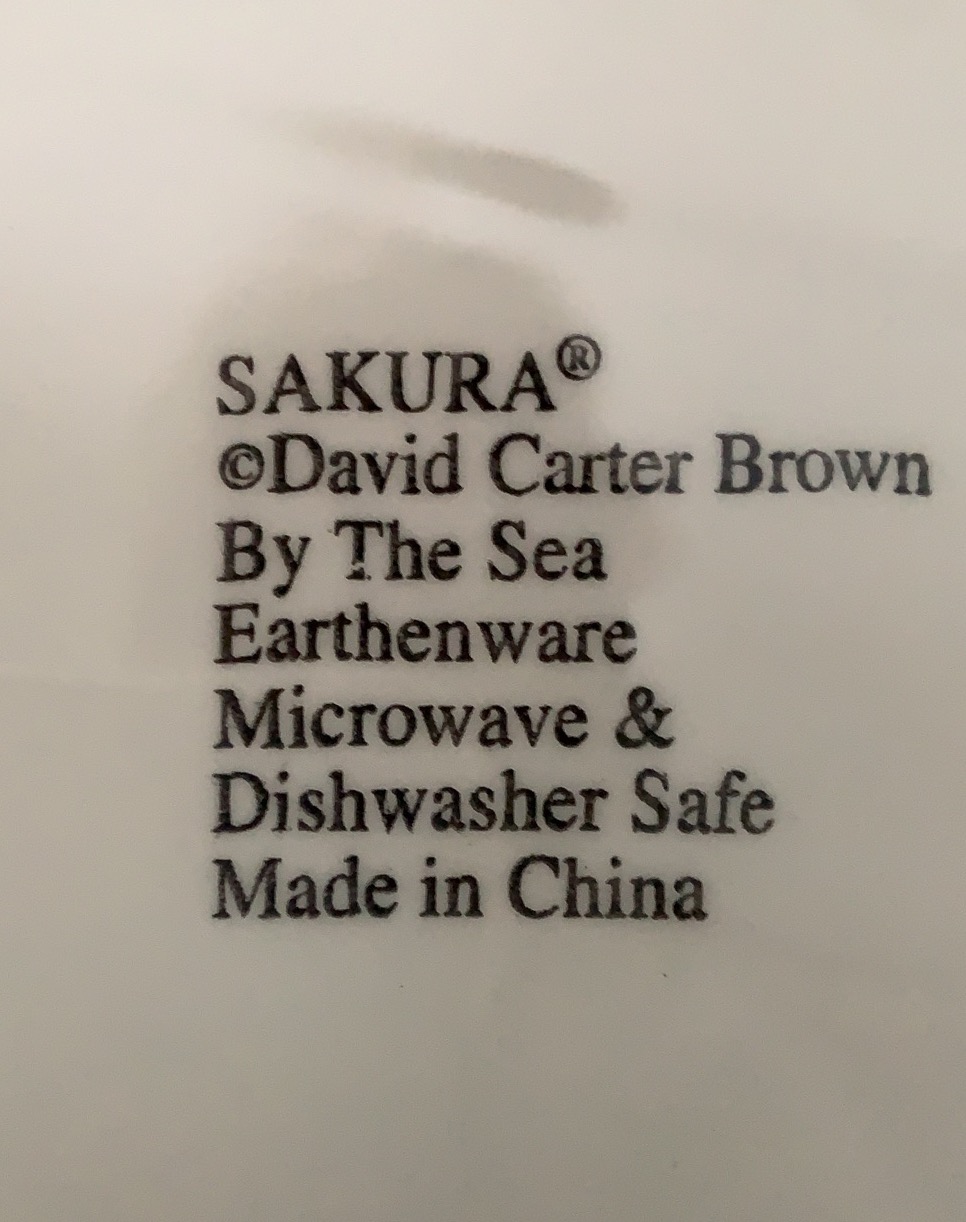 SAKURA®
©David Carter Brown
By The Sea
Earthenware
Microwave &
Dishwasher Safe
Made in China